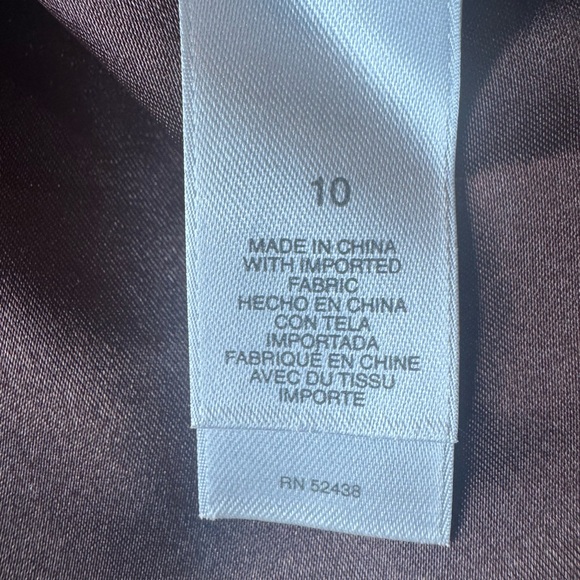 10
MADE IN CHINA
WITH IMPORTED
FABRIC
HECHO EN CHINA
CON TELA
IMPORTADA
FABRIQUE EN CHINE
AVEC DU TISSU
IMPORTE
RN 52438